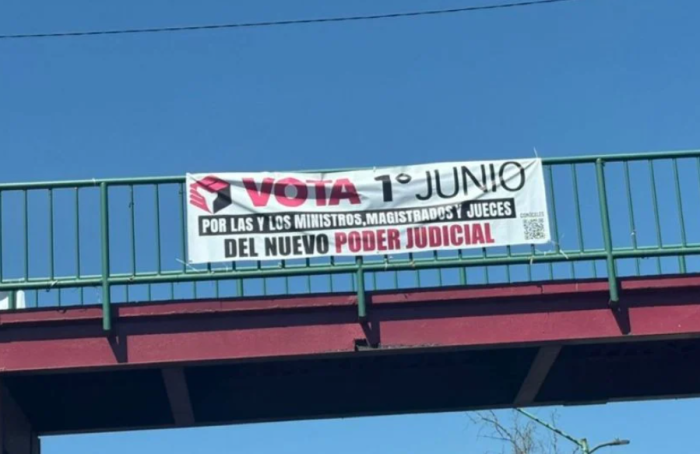 VOTA 1° JUNIO
POR LAS Y LOS MINISTROS, MAGISTRADOS Y JUECES
DEL NUEVO PODER JUDICIAL